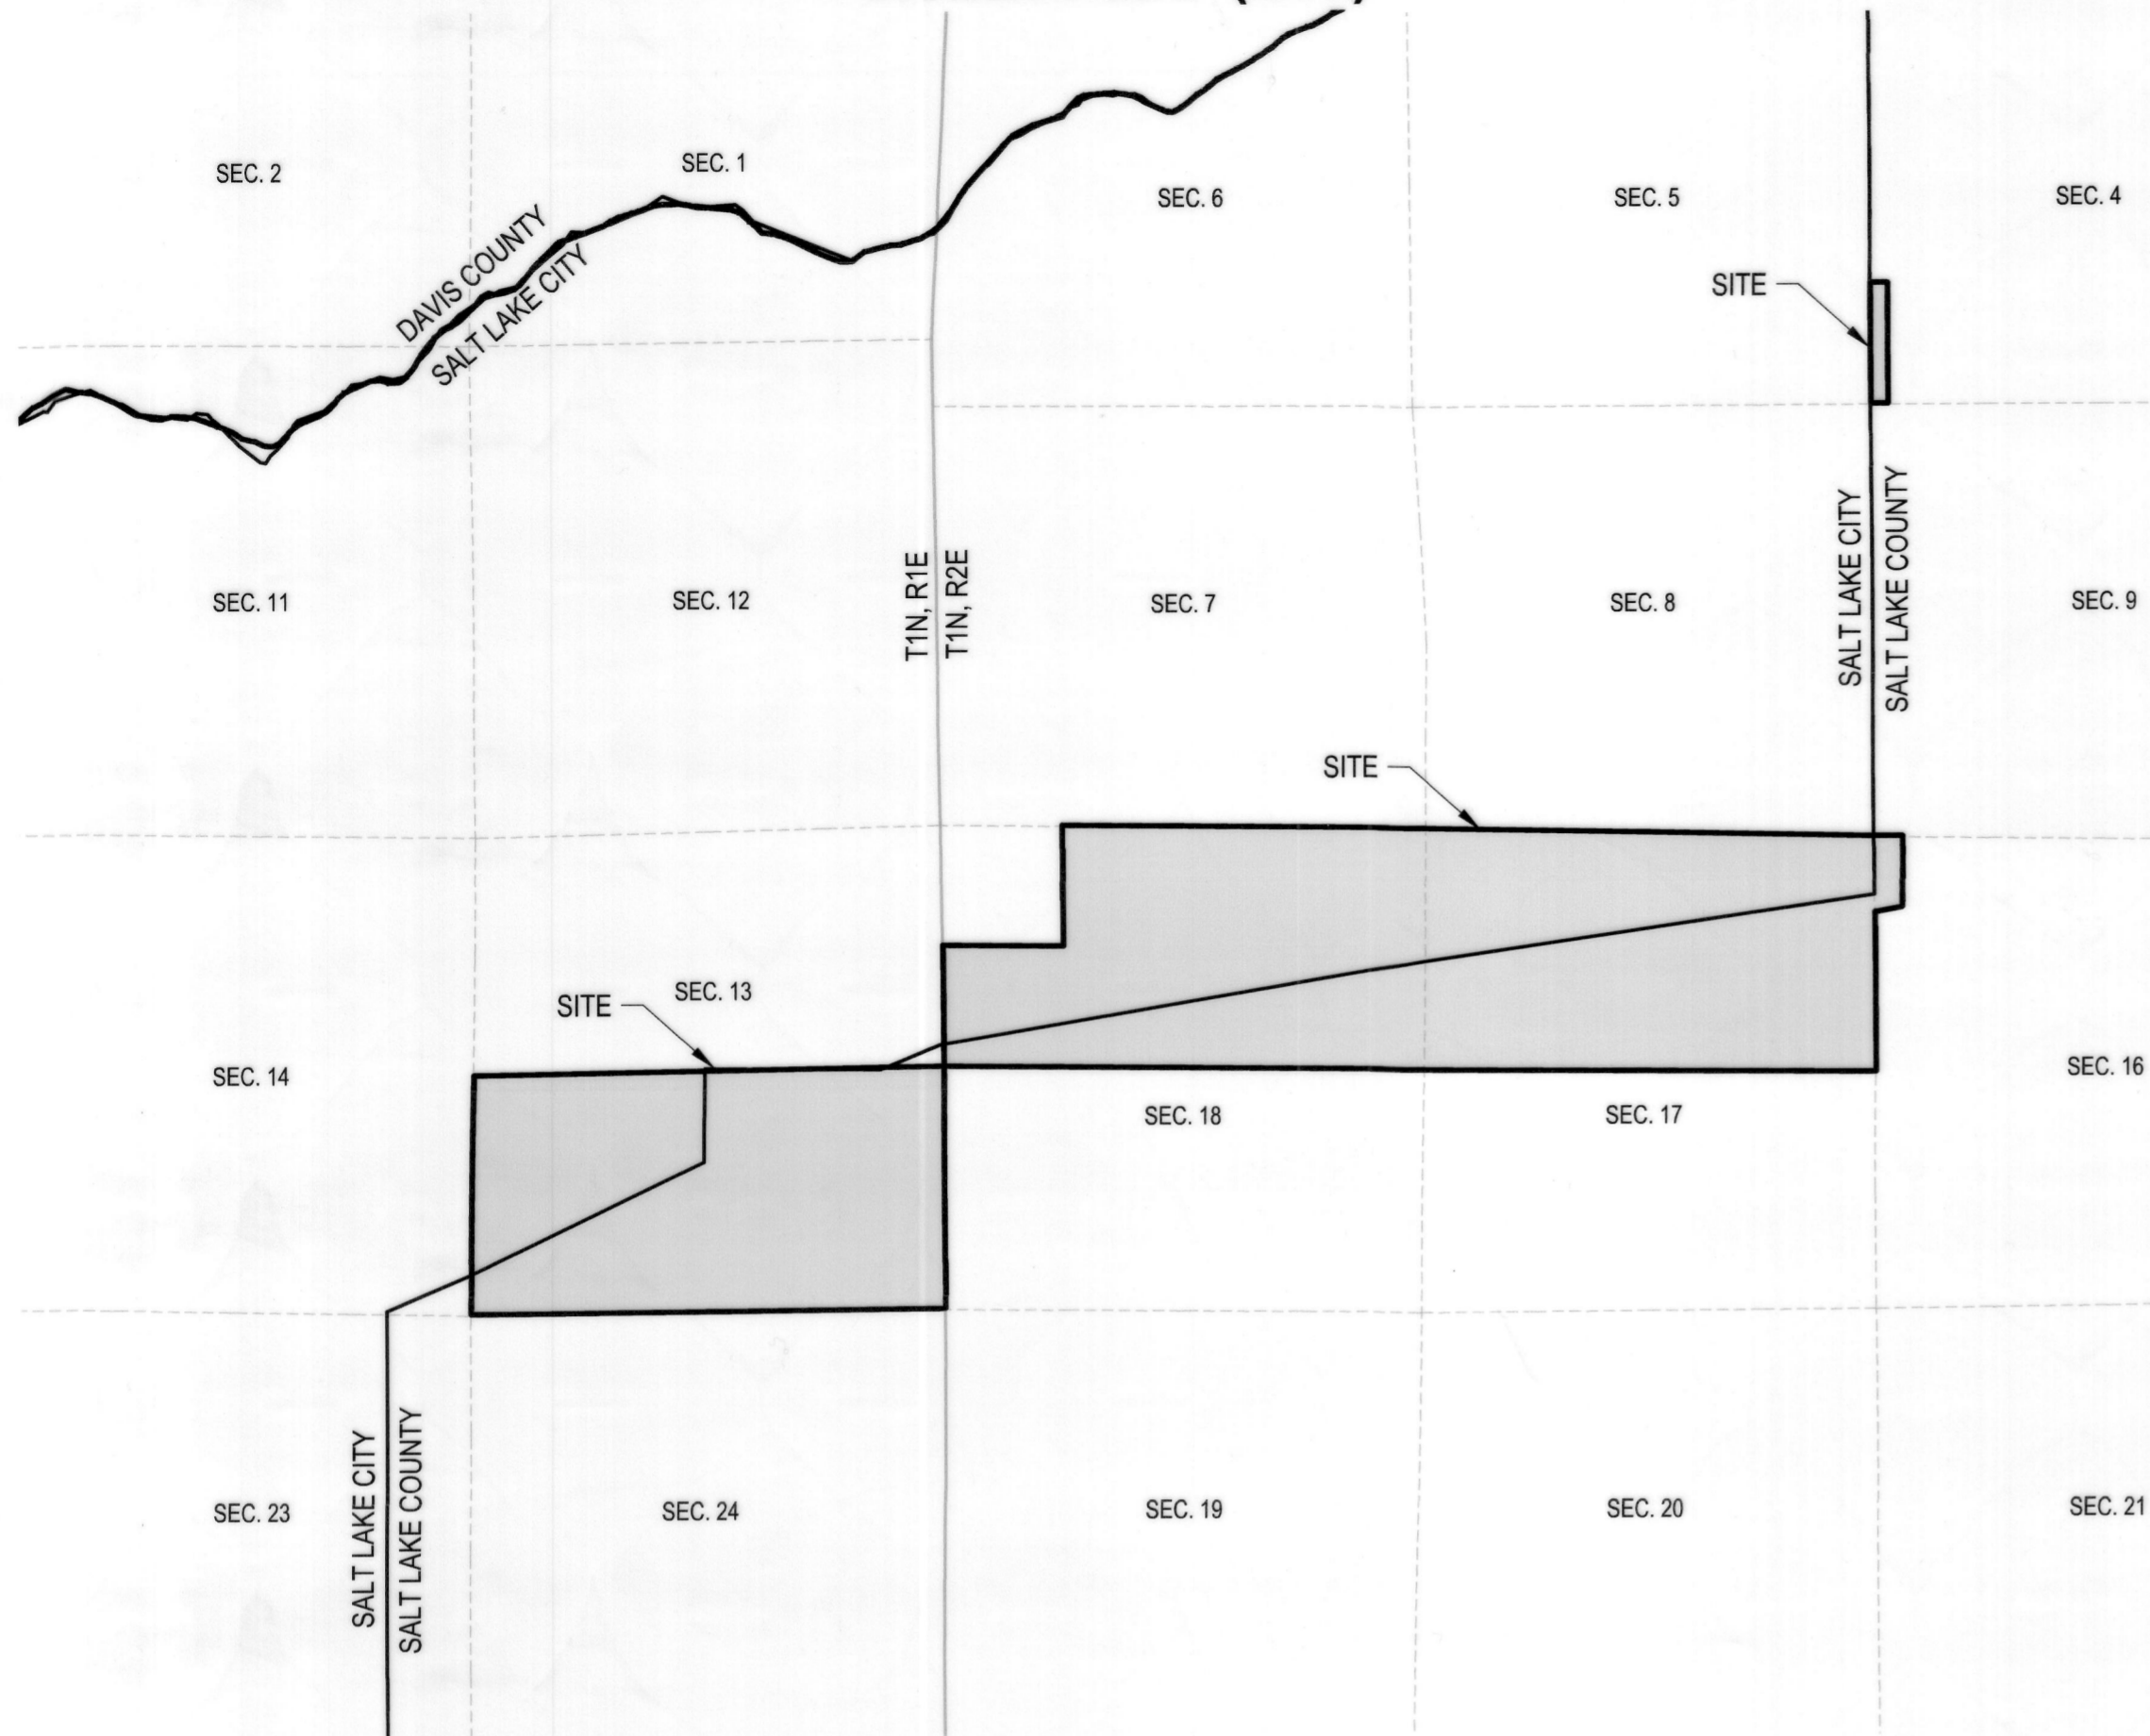 SEC. 2
SEC. 1
SEC. 6
SEC. 5
SEC. 4
DAVIS COUNTY
SALT LAKE CITY
SITE
SEC. 11
SEC. 12
T1N, R1E
T1N, R2E
SEC. 7
SEC. 8
SALT LAKE CITY
SALT LAKE COUNTY
SEC. 9
SITE
SEC. 13
SITE
SEC. 14
SEC. 18
SEC. 17
SEC. 16
SEC. 23
SALT LAKE CITY
SALT LAKE COUNTY
SEC. 24
SEC. 19
SEC. 20
SEC. 21